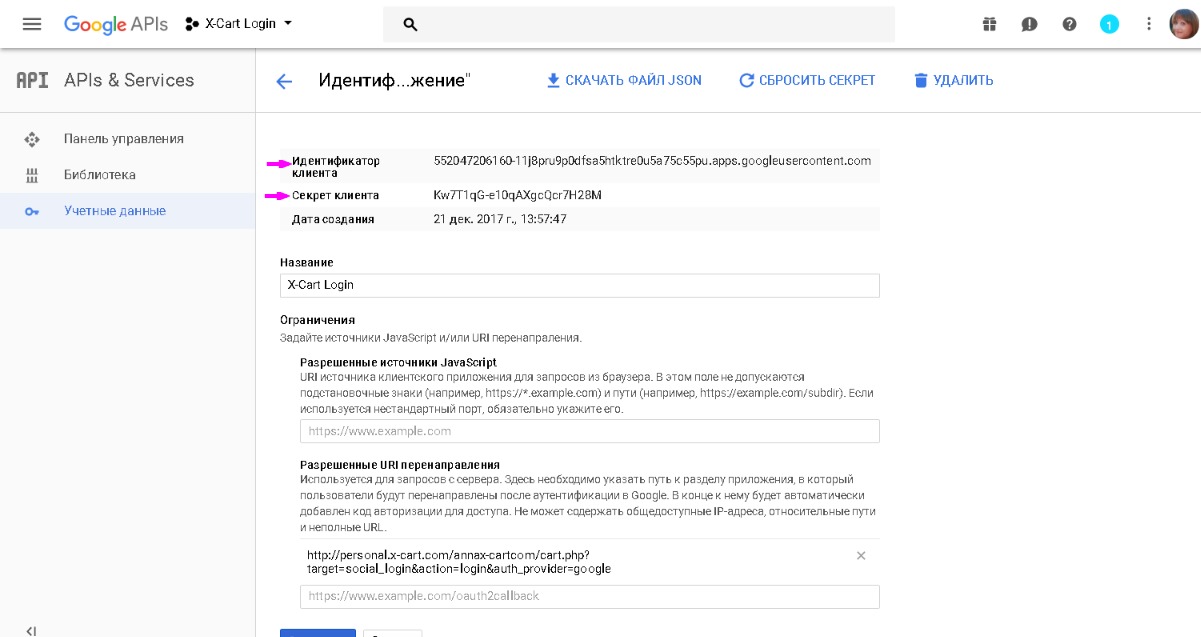 Google APIs X-Cart Login 1
API APIs & Services
Идентиф...жение"
СКАЧАТЬ ФАЙЛ JSON СБРОСИТЬ СЕКРЕТ УДАЛИТЬ
Панель управления
Библиотека
Учетные данные
Идентификатор
клиента
552047206160-11j8pru9p0dfsa5htktre0u5a75c55pu.apps.googleusercontent.com
Секрет клиента Kw7T1qG-e10qAXgcQcr7H28M
Дата создания 21 дек. 2017 г., 13:57:47
Название
X-Cart Login
Ограничения
Задайте источники JavaScript и/или URI перенапраления.
Разрешенные источники JavaScript
URI источника клиентского приложения для запросов из браузера. В этом поле не допускаются
подстановочные знаки (например, https://*.example.com) и пути (например, https://example.com/subdir). Если
используется нестандартный порт, обязательно укажите его.
https://www.example.com
Разрешенные URI перенаправления
Используется для запросов с сервера. Здесь необходимо указать путь к разделу приложения, в который
пользователи будут перенаправлены после аутентификации в Google. В конце к нему будет автоматически
добавлен код авторизации для доступа. Не может содержать общедоступные IP-адреса, относительные пути
и неполные URL.
http://personal.x-cart.com/annax-cartcom/cart.php?
target=social_login&action=login&auth_provider=google
https://www.example.com/oauth2callback